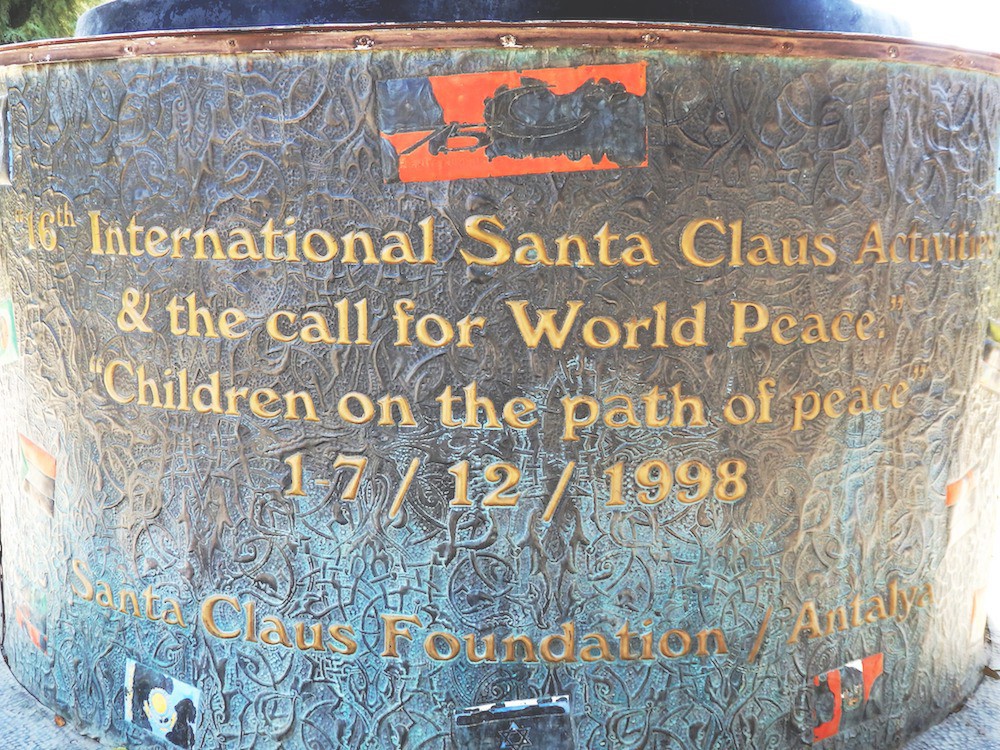 "16th International Santa Claus Activities
& the call for World Peace."
"Children on the path of peace"
1-7 / 12 / 1998
Santa Claus Foundation / Antalya